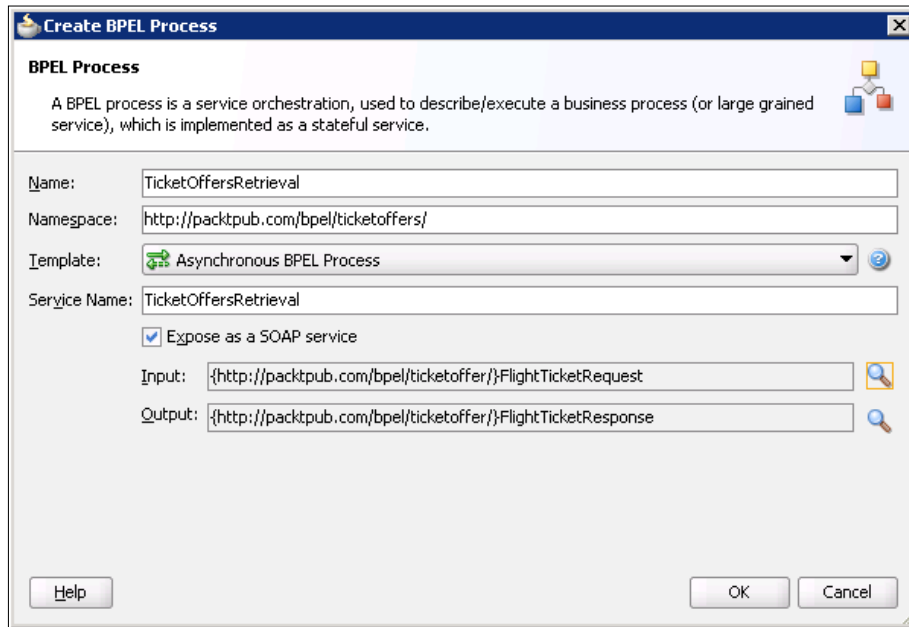 Create BPEL Process
BPEL Process
A BPEL process is a service orchestration, used to describe/execute a business process (or large grained
service), which is implemented as a stateful service.
Name: TicketOffersRetrieval
Namespace: http://packtpub.com/bpel/ticketoffers/
Template: Asynchronous BPEL Process
Service Name: TicketOffersRetrieval
Expose as a SOAP service
Input: {http://packtpub.com/bpel/ticketoffer/}FlightTicketRequest
Output: {http://packtpub.com/bpel/ticketoffer/}FlightTicketResponse
Help OK Cancel